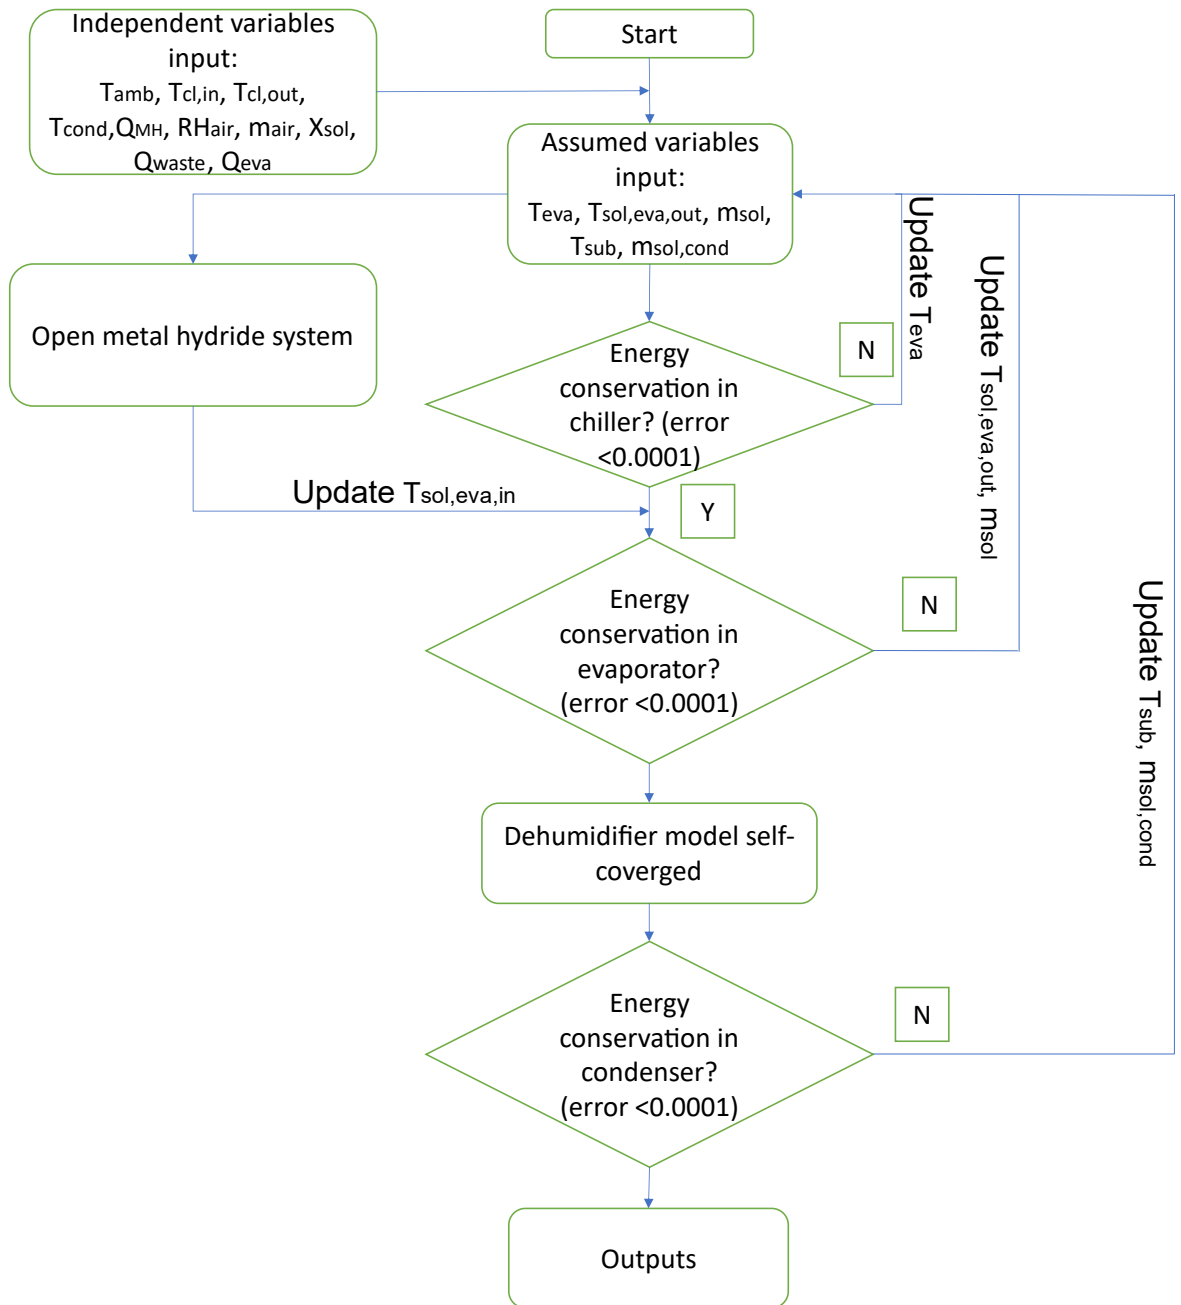 Independent variables
input:
Tamb, Tcl,in, Tcl,out,
Tcond,QMH, RHair, mair, Xsol,
Qwaste, Qeva
Start
Assumed variables
input:
Teva, Tsol,eva,out, msol,
Tsub, msol,cond
Open metal hydride system
Energy
conservation in
chiller? (error
<0.0001)
N
Update Teva
Update Tsol,eva,out, msol
Update Tsol,eva,in
Y
Energy
conservation in
evaporator?
(error <0.0001)
N
Update Tsub, msol,cond
Dehumidifier model self-
coverged
Energy
conservation in
condenser?
(error <0.0001)
N
Outputs